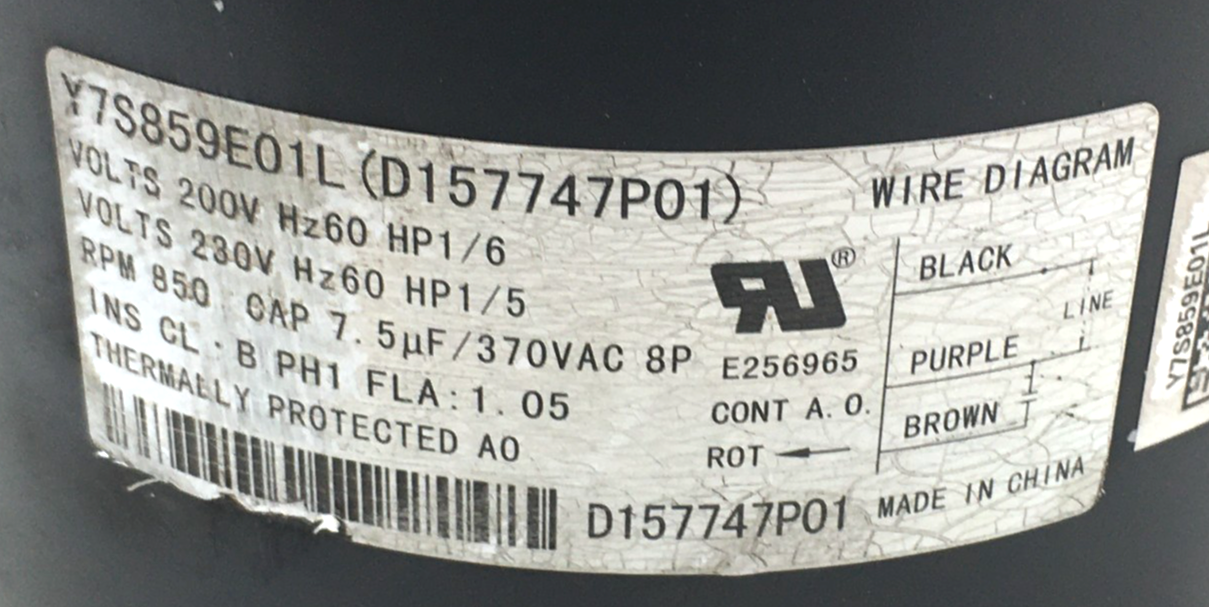 Y7S859E01L (D157747P01)
VOLTS 200V Hz60 HP1/6
VOLTS 230V Hz60 HP1/5
RPM 850 CAP 7.5μF/370VAC 8P
INS CL. B PH1 FLA:1.05
THERMALLY PROTECTED AO
D157747P01
RU®
E256965
CONT A.O.
ROT ←
WIRE DIAGRAM
BLACK
LINE
PURPLE
BROWN
MADE IN CHINA
Y7S859E01L